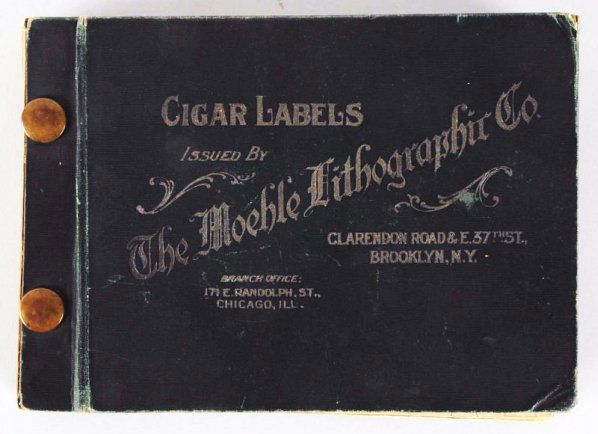 CIGAR LABELS
ISSUED BY
The Moehle Lithographic Co.
CLARENDON ROAD & E. 37TH ST.,
BROOKLYN, N.Y.
BRANCH OFFICE:
171 E. RANDOLPH. ST.,
CHICAGO, ILL.